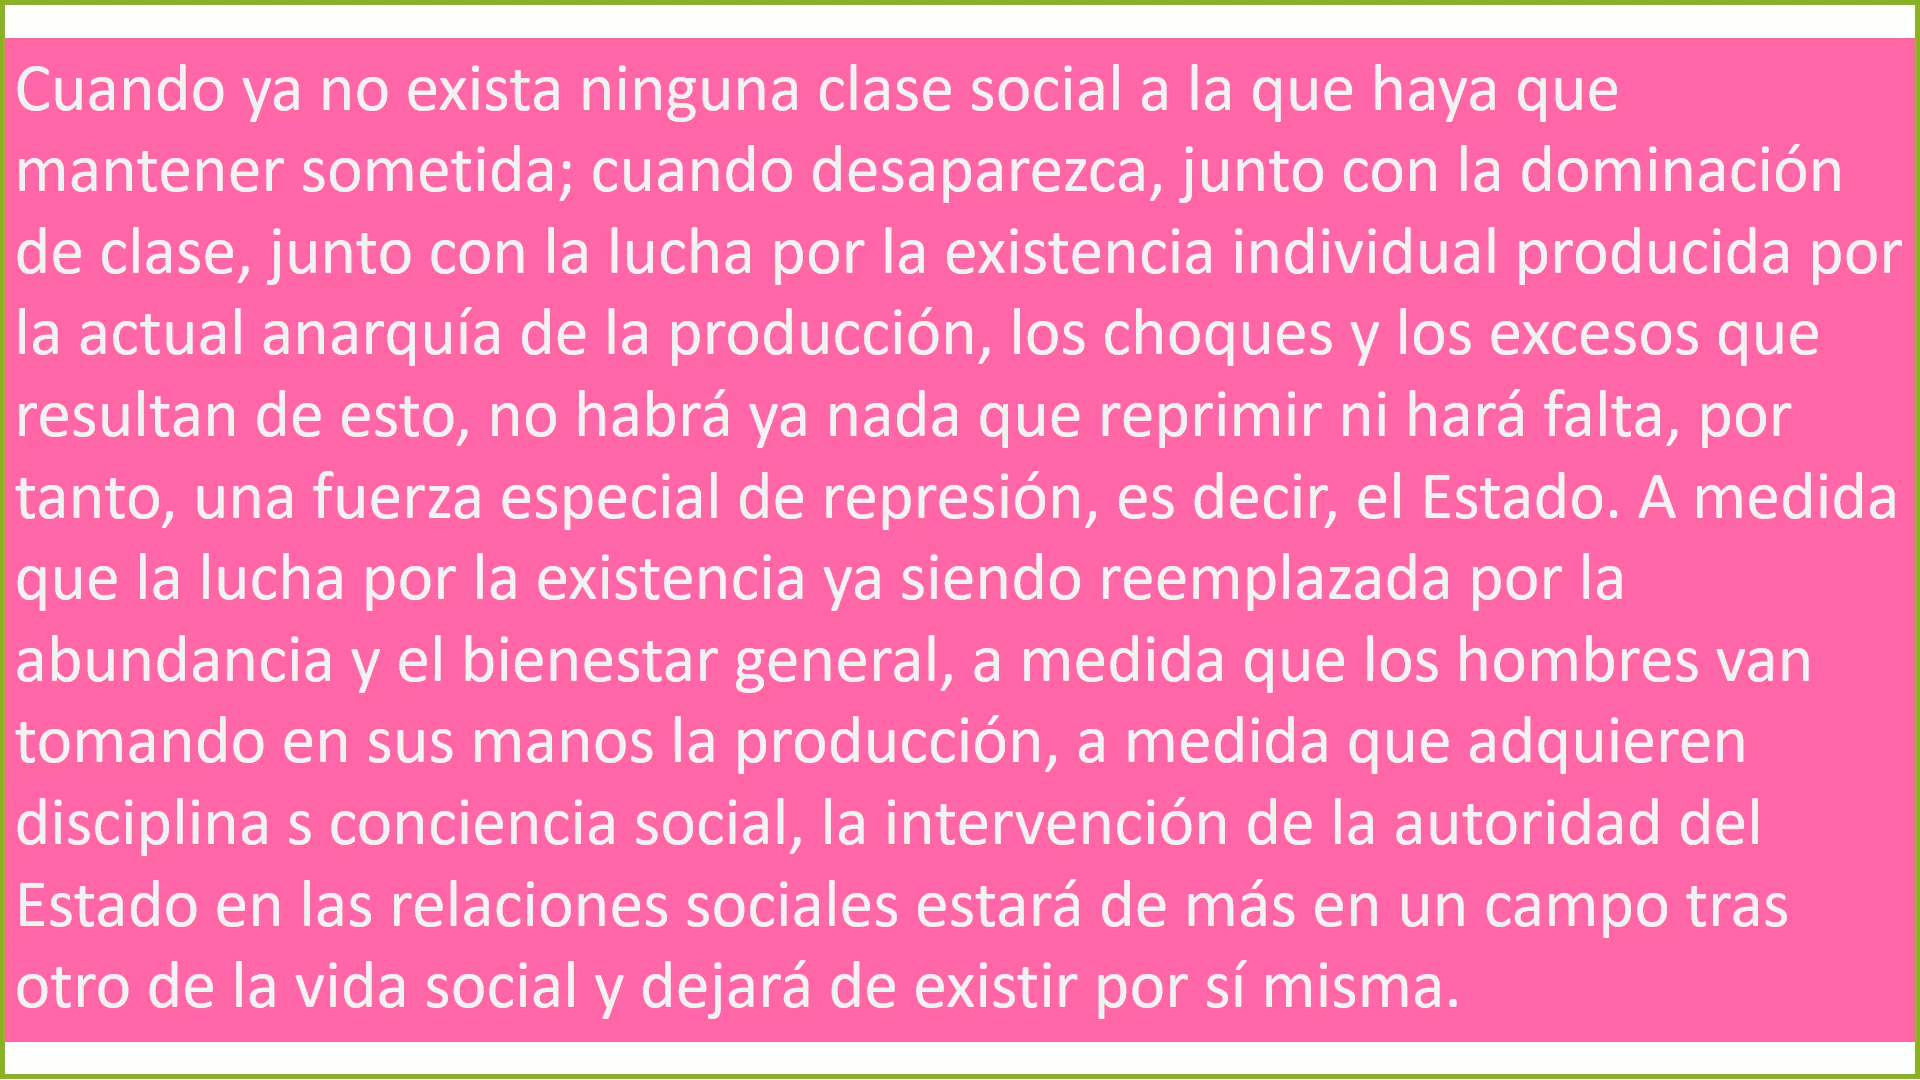 Cuando ya no exista ninguna clase social a la que haya que
mantener sometida; cuando desaparezca, junto con la dominación
de clase, junto con la lucha por la existencia individual producida por
la actual anarquía de la producción, los choques y los excesos que
resultan de esto, no habrá ya nada que reprimir ni hará falta, por
tanto, una fuerza especial de represión, es decir, el Estado. A medida
que la lucha por la existencia ya siendo reemplazada por la
abundancia y el bienestar general, a medida que los hombres van
tomando en sus manos la producción, a medida que adquieren
disciplina s conciencia social, la intervención de la autoridad del
Estado en las relaciones sociales estará de más en un campo tras
otro de la vida social y dejará de existir por sí misma.